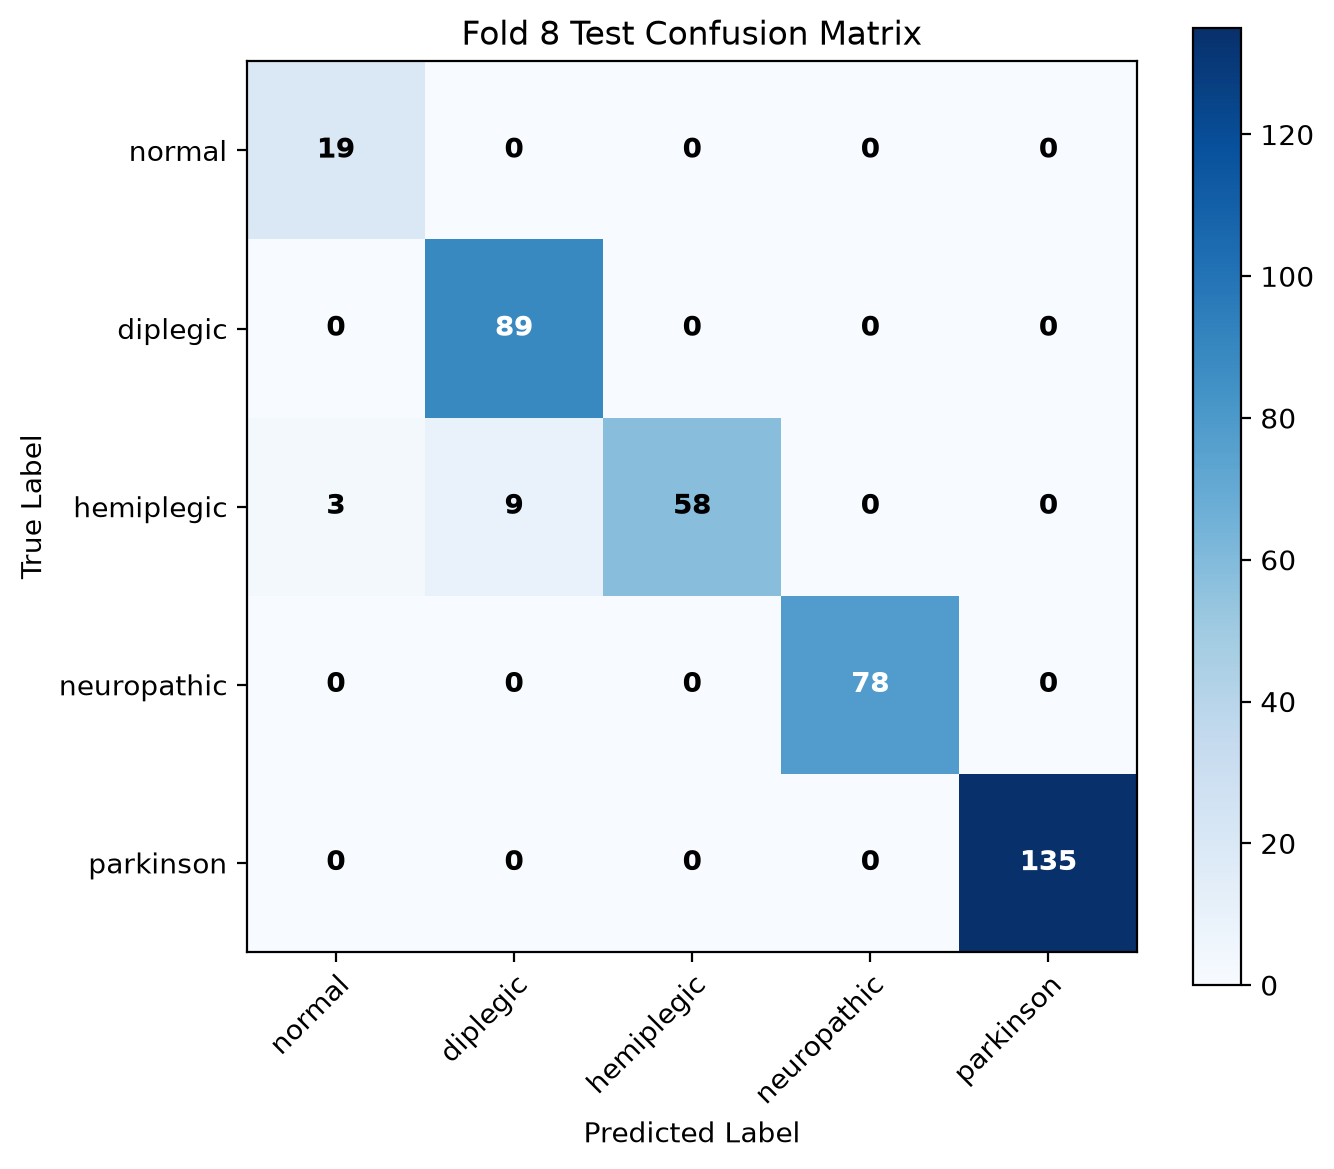 Fold 8 Test Confusion Matrix
True Label
normal 19 0 0 0 0
diplegic 0 89 0 0 0
hemiplegic 3 9 58 0 0
neuropathic 0 0 0 78 0
parkinson 0 0 0 0 135
normal diplegic hemiplegic neuropathic parkinson
Predicted Label
120
100
80
60
40
20
0